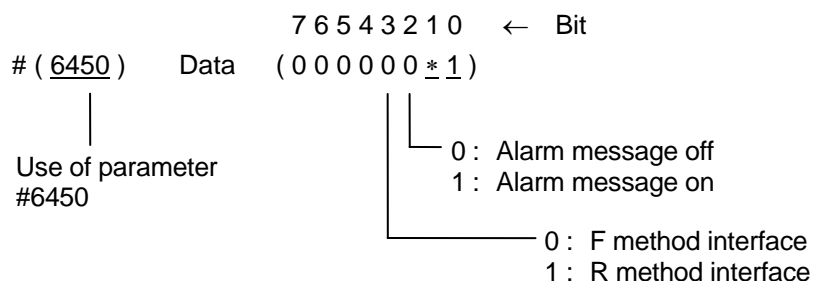 7 6 5 4 3 2 1 0 ← Bit
# ( 6450 ) Data ( 0 0 0 0 0 0 * 1 )
Use of parameter
#6450
0 : Alarm message off
1 : Alarm message on
0 : F method interface
1 : R method interface